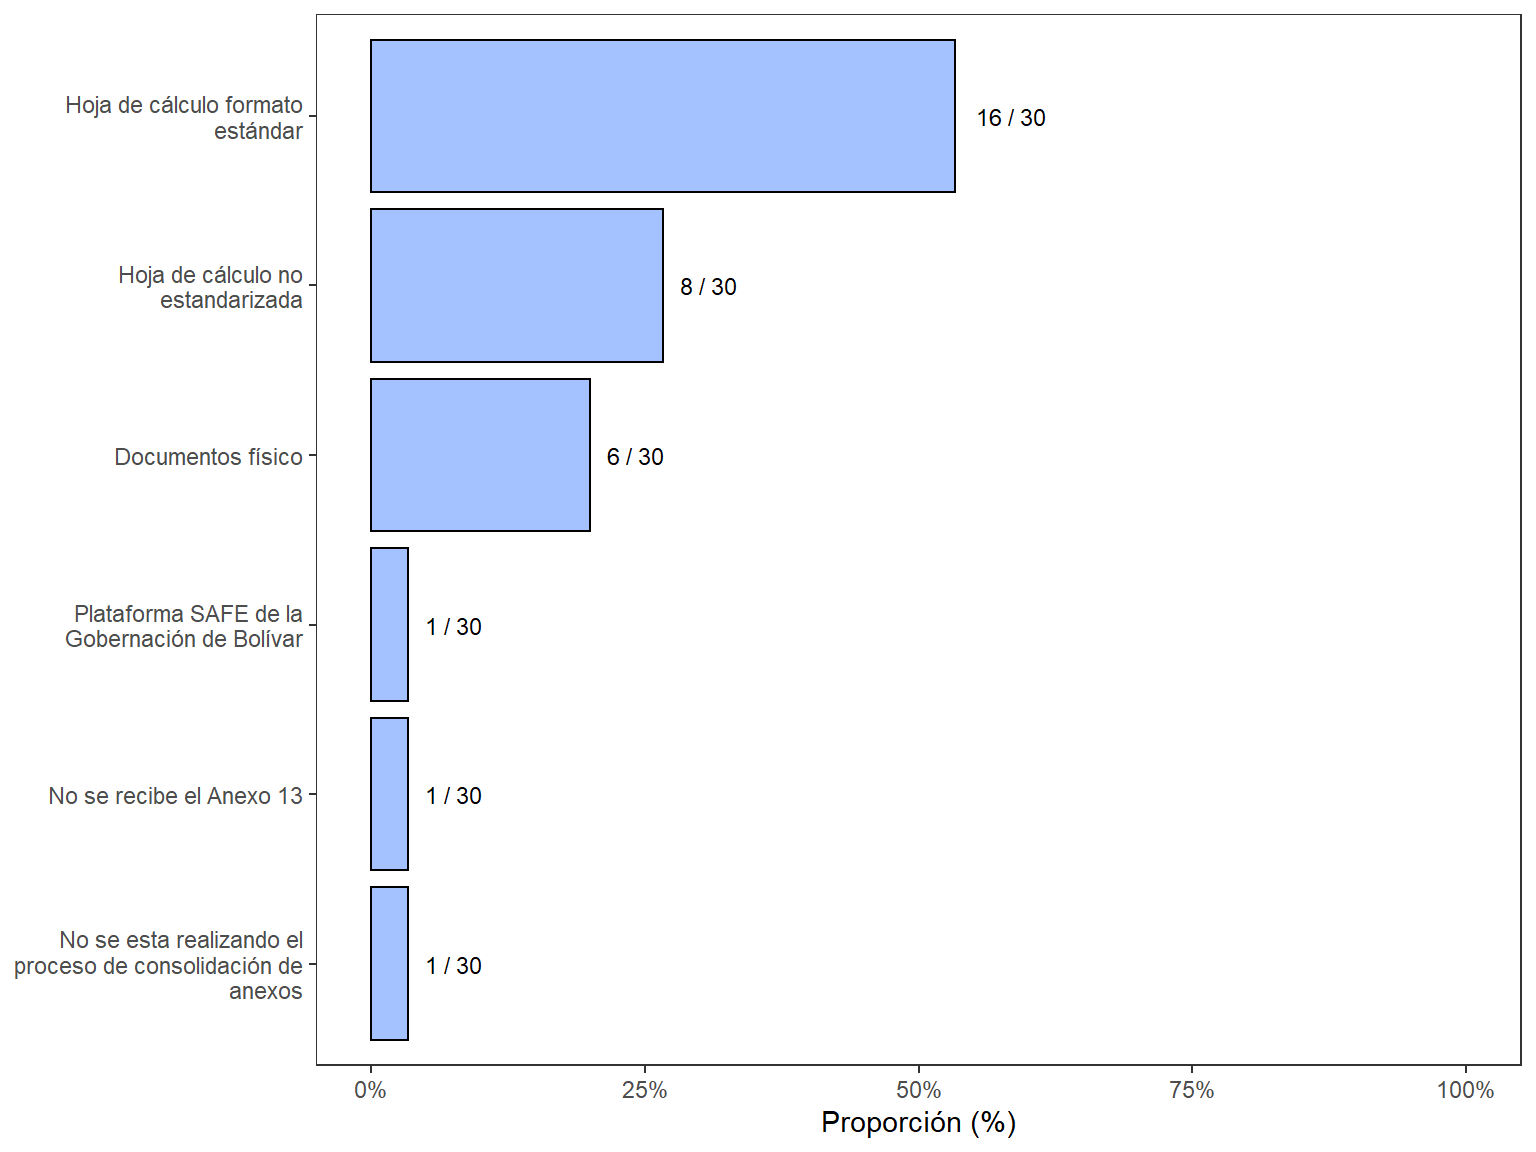 Hoja de cálculo formato
estándar
16 / 30
Hoja de cálculo no
estandarizada
8 / 30
Documentos físico
6 / 30
Plataforma SAFE de la
Gobernación de Bolívar
1 / 30
No se recibe el Anexo 13
1 / 30
No se esta realizando el
proceso de consolidación de
anexos
1 / 30
0%
25%
50%
75%
100%
Proporción (%)